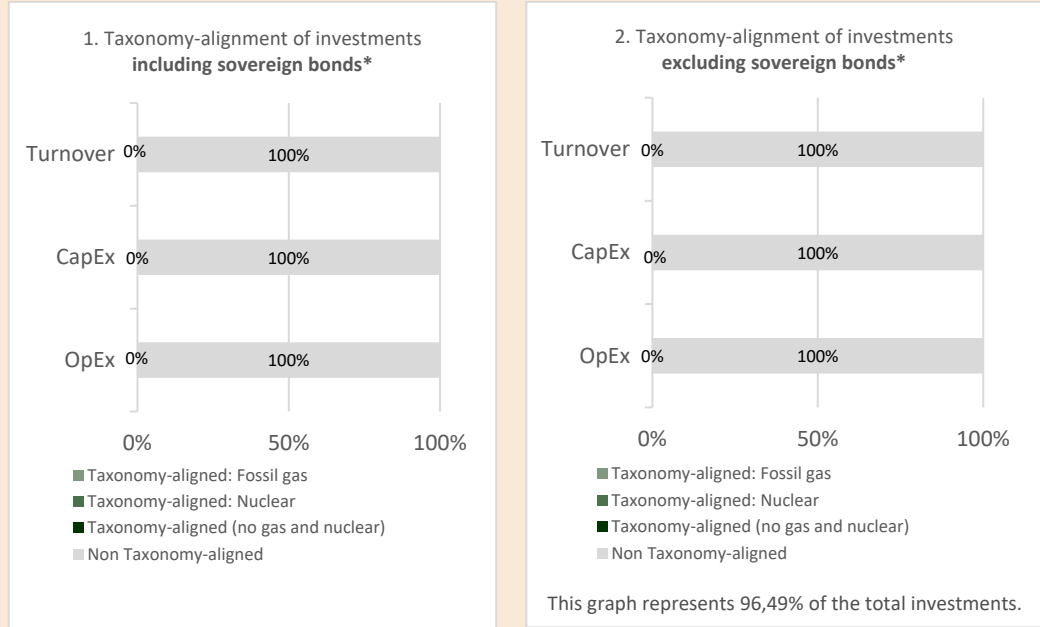 1. Taxonomy-alignment of investments
including sovereign bonds*
Turnover 0% 100%
CapEx 0% 100%
OpEx 0% 100%
0% 50% 100%
Taxonomy-aligned: Fossil gas
Taxonomy-aligned: Nuclear
Taxonomy-aligned (no gas and nuclear)
Non Taxonomy-aligned
2. Taxonomy-alignment of investments
excluding sovereign bonds*
Turnover 0% 100%
CapEx 0% 100%
OpEx 0% 100%
0% 50% 100%
Taxonomy-aligned: Fossil gas
Taxonomy-aligned: Nuclear
Taxonomy-aligned (no gas and nuclear)
Non Taxonomy-aligned
This graph represents 96,49% of the total investments.